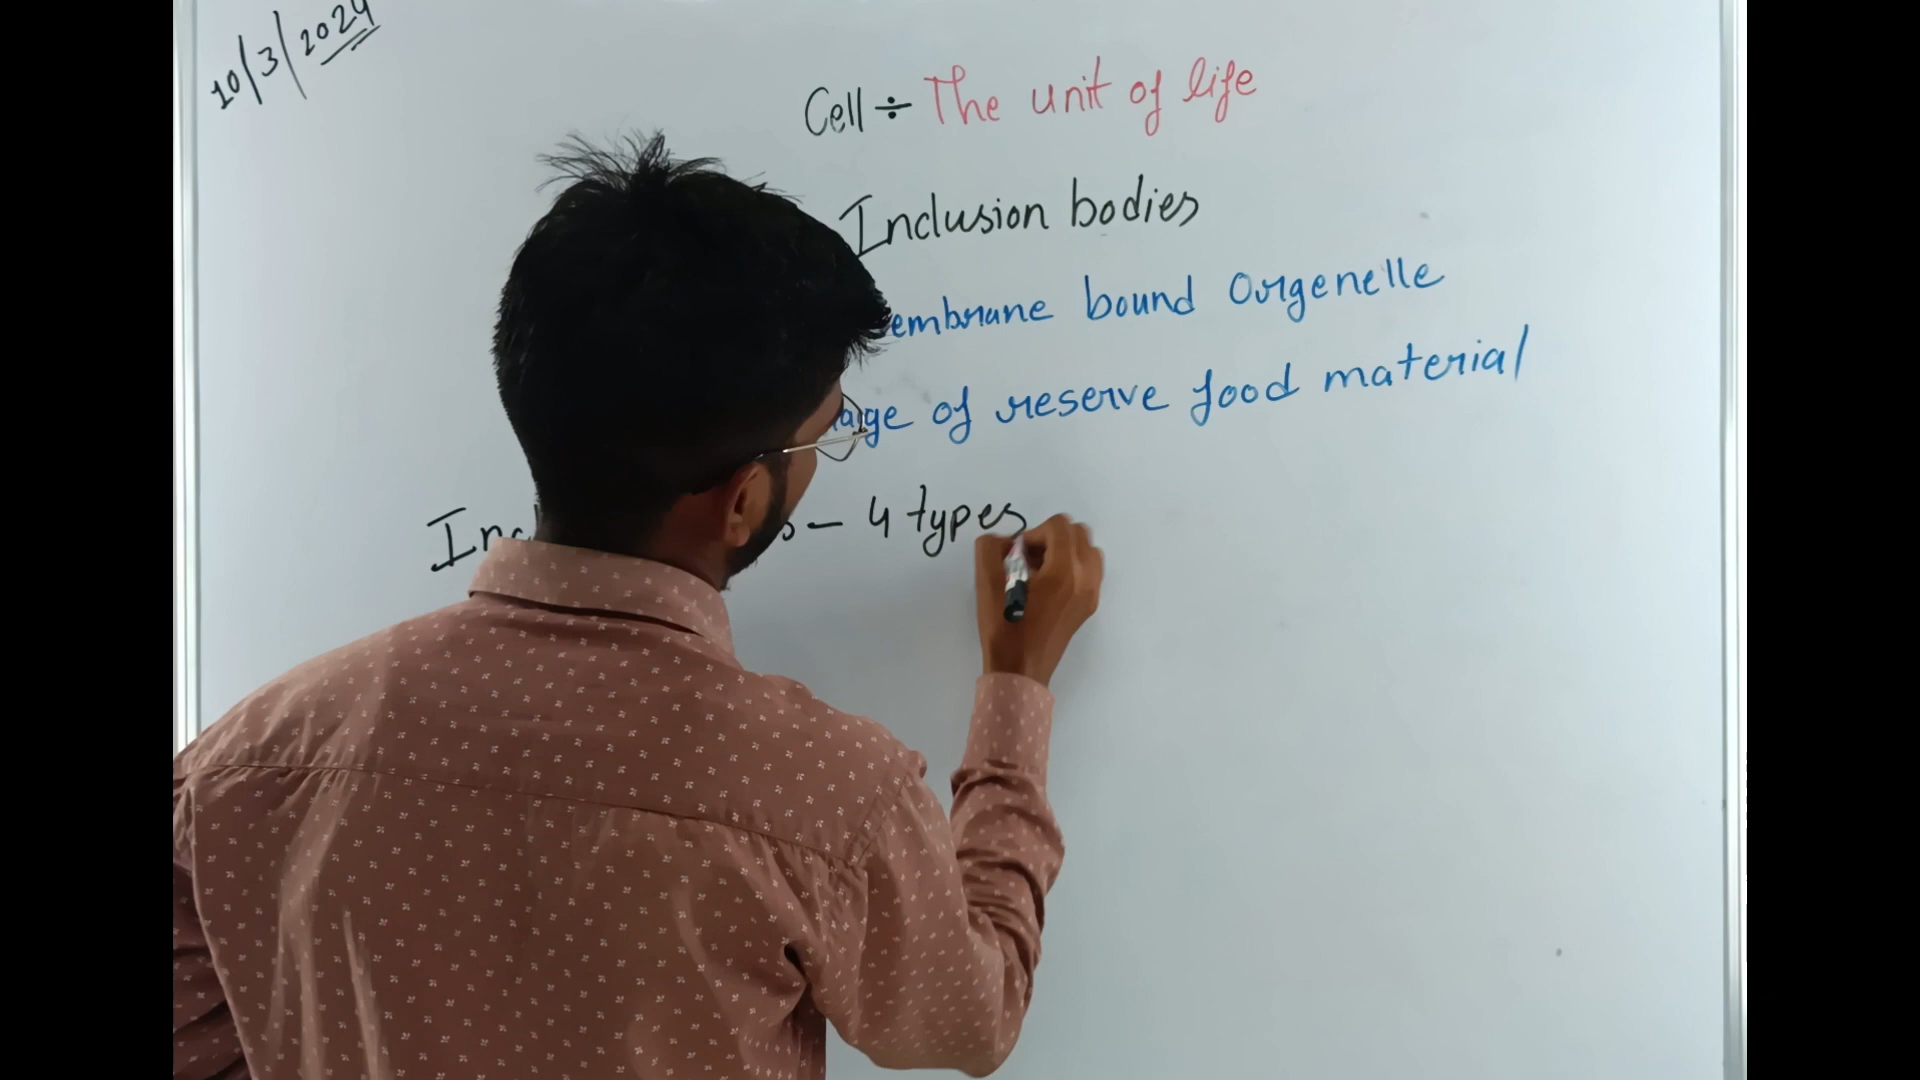 10/3/2024
Cell ÷ The unit of life
Inclusion bodies
embrane bound Orgenelle
age of reserve food material
Inc s – 4 types